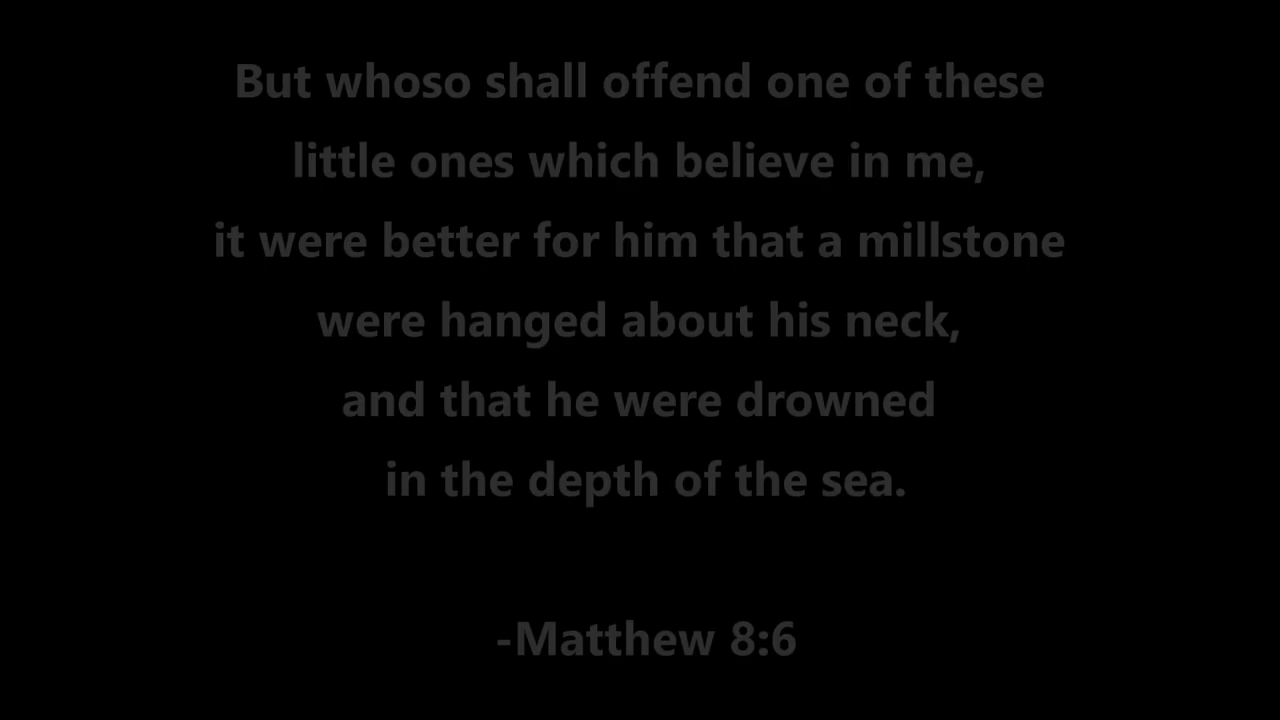 But whoso shall offend one of these
little ones which believe in me,
it were better for him that a millstone
were hanged about his neck,
and that he were drowned
in the depth of the sea.
-Matthew 8:6